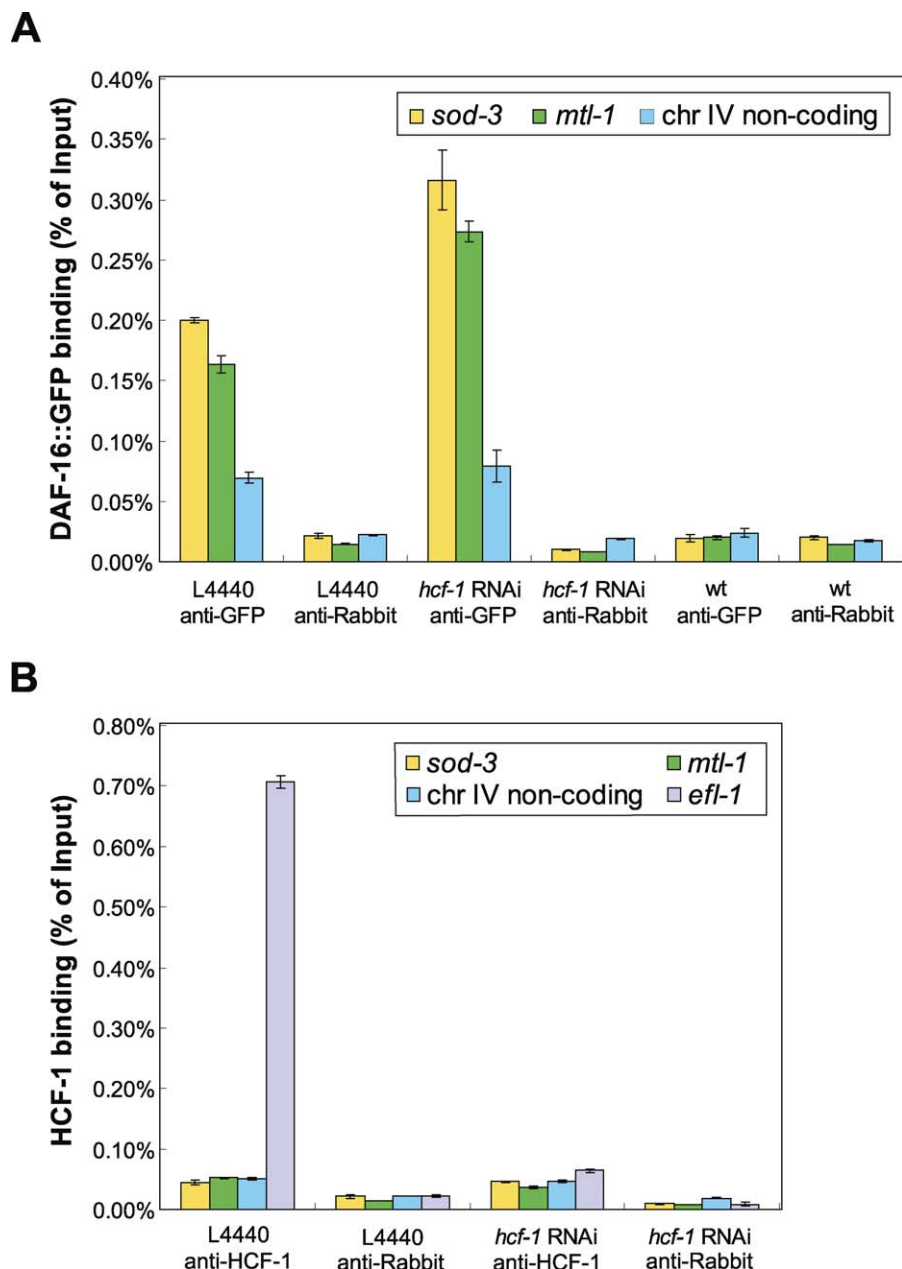 A
DAF-16::GFP binding (% of Input)
0.40%
0.35%
0.30%
0.25%
0.20%
0.15%
0.10%
0.05%
0.00%
sod-3 mtl-1 chr IV non-coding
L4440 anti-GFP
L4440 anti-Rabbit
hcf-1 RNAi anti-GFP
hcf-1 RNAi anti-Rabbit
wt anti-GFP
wt anti-Rabbit
B
HCF-1 binding (% of Input)
0.80%
0.70%
0.60%
0.50%
0.40%
0.30%
0.20%
0.10%
0.00%
sod-3 mtl-1
chr IV non-coding efl-1
L4440 anti-HCF-1
L4440 anti-Rabbit
hcf-1 RNAi anti-HCF-1
hcf-1 RNAi anti-Rabbit